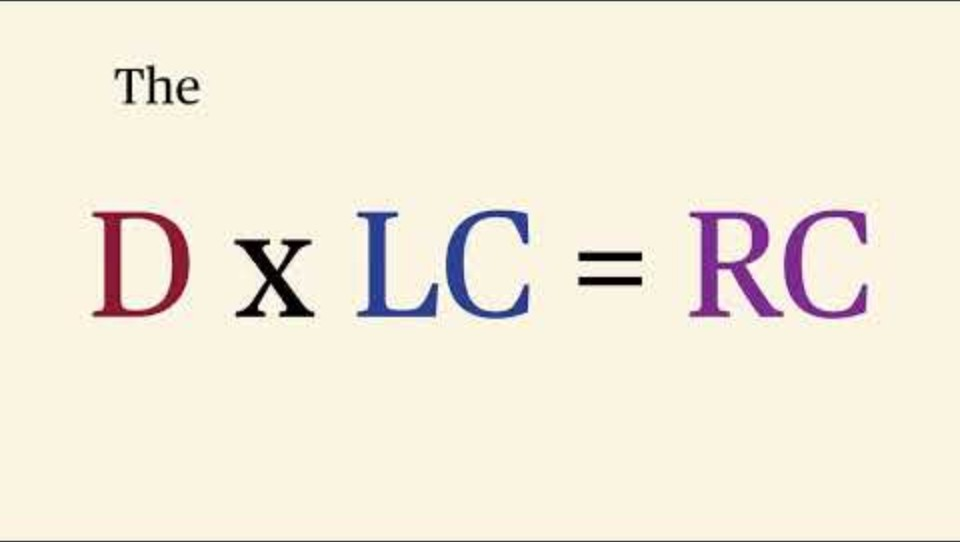 The
D x LC = RC